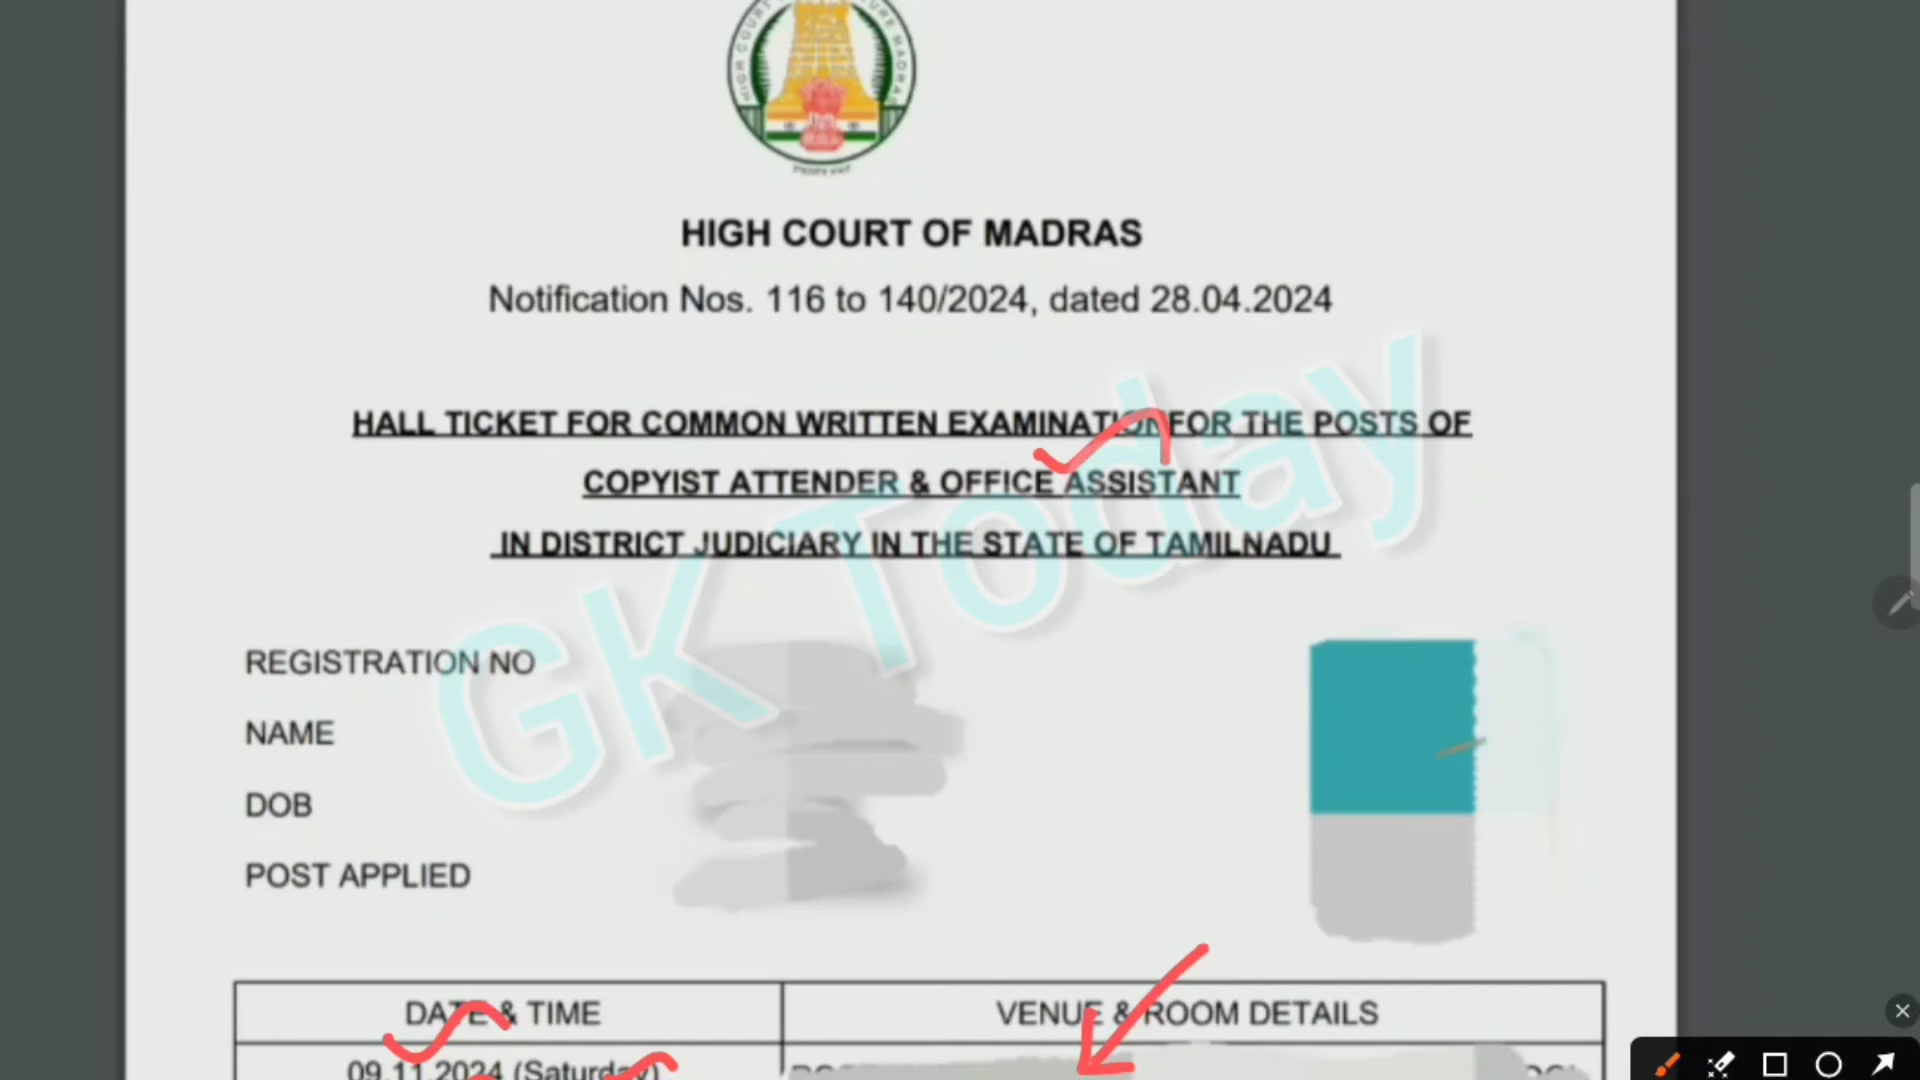 HIGH COURT OF MADRAS
Notification Nos. 116 to 140/2024, dated 28.04.2024
HALL TICKET FOR COMMON WRITTEN EXAMINATION FOR THE POSTS OF
COPYIST ATTENDER & OFFICE ASSISTANT
IN DISTRICT JUDICIARY IN THE STATE OF TAMILNADU
GK Today
REGISTRATION NO
NAME
DOB
POST APPLIED
DATE & TIME
VENUE & ROOM DETAILS
09.11.2024 (Saturday)